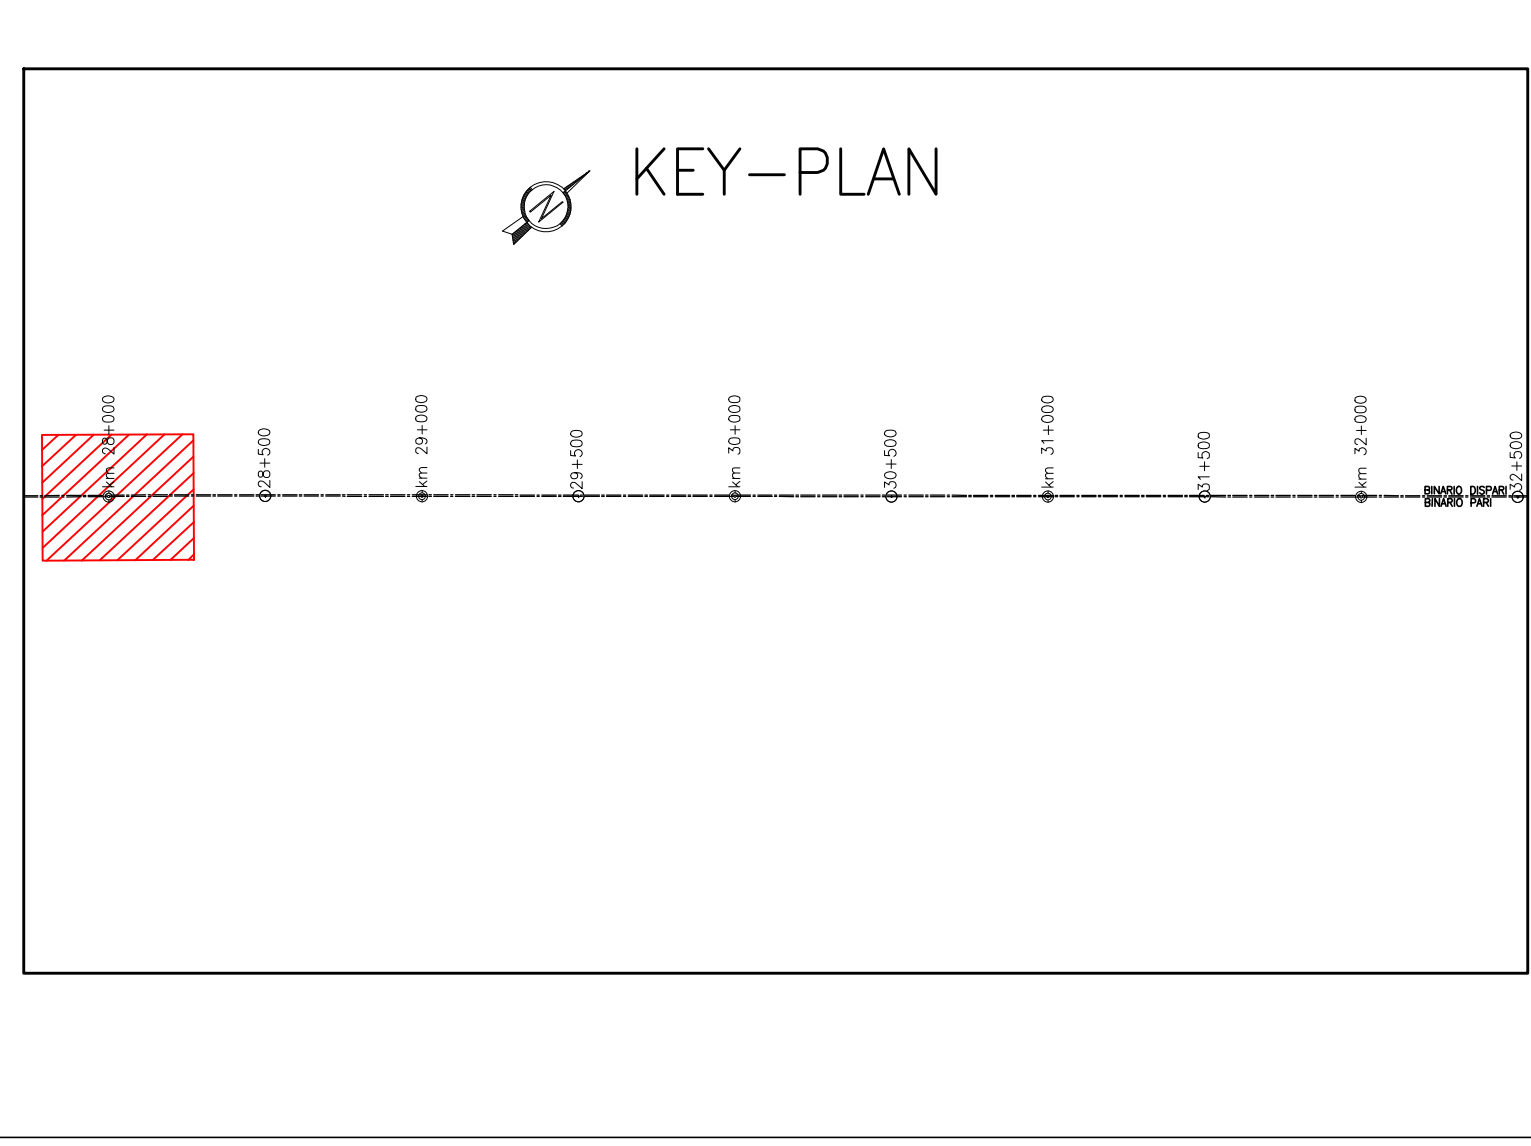 KEY-PLAN
N
km 28+000
28+500
km 29+000
29+500
km 30+000
30+500
km 31+000
31+500
km 32+000
BINARIO DISPARI
BINARIO PARI
32+500